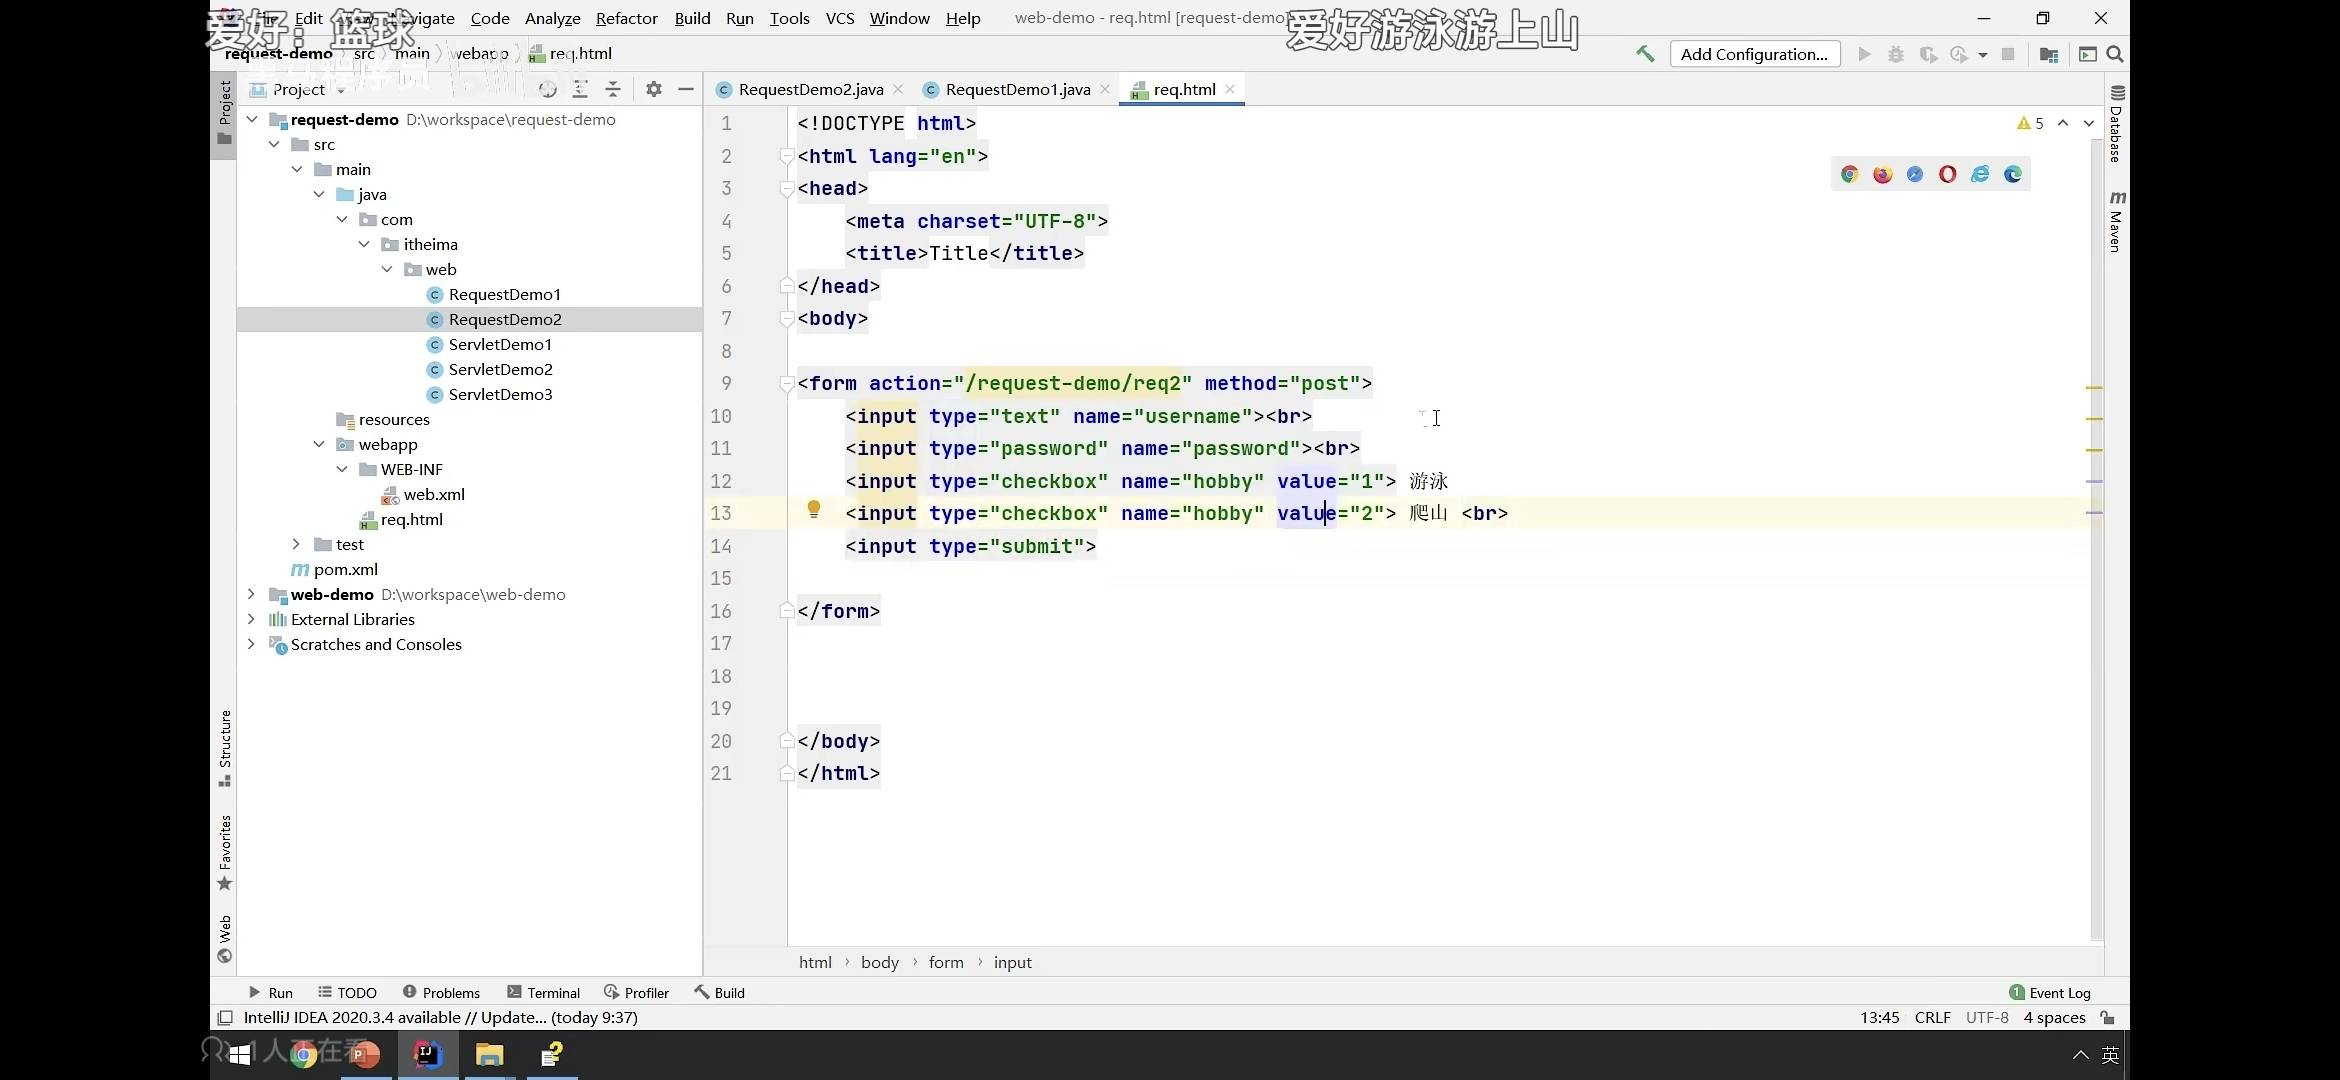 爱好：篮球
爱好游泳游上山
File Edit View Navigate Code Analyze Refactor Build Run Tools VCS Window Help web-demo - req.html [request-demo]
request-demo src main webapp req.html
Add Configuration...
Project
RequestDemo2.java RequestDemo1.java req.html
Project
request-demo D:\workspace\request-demo
src
main
java
com
itheima
web
RequestDemo1
RequestDemo2
ServletDemo1
ServletDemo2
ServletDemo3
resources
webapp
WEB-INF
web.xml
req.html
test
pom.xml
web-demo D:\workspace\web-demo
External Libraries
Scratches and Consoles
Structure
Favorites
Web
1 <!DOCTYPE html>
2 <html lang="en">
3 <head>
4 <meta charset="UTF-8">
5 <title>Title</title>
6 </head>
7 <body>
8
9 <form action="/request-demo/req2" method="post">
10 <input type="text" name="username"><br>
11 <input type="password" name="password"><br>
12 <input type="checkbox" name="hobby" value="1"> 游泳
13 <input type="checkbox" name="hobby" value="2"> 爬山 <br>
14 <input type="submit">
15
16 </form>
17
18
19
20 </body>
21 </html>
5
Database
Maven
html › body › form › input
Run TODO Problems Terminal Profiler Build
1 Event Log
IntelliJ IDEA 2020.3.4 available // Update... (today 9:37)
13:45 CRLF UTF-8 4 spaces
1人正在看
英